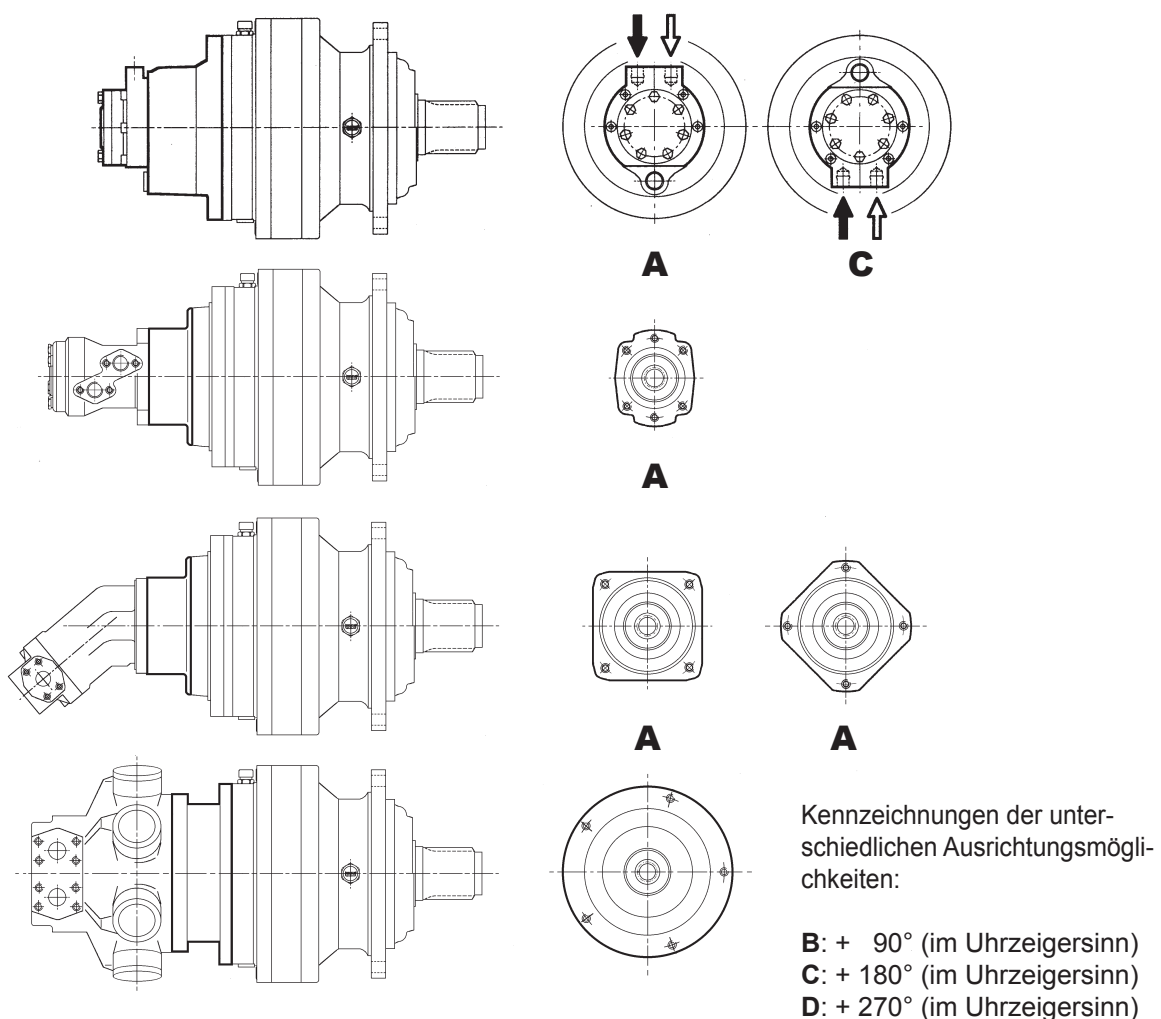 A
C
A
A
A
Kennzeichnungen der unter-
schiedlichen Ausrichtungsmögli-
chkeiten:
B: + 90° (im Uhrzeigersinn)
C: + 180° (im Uhrzeigersinn)
D: + 270° (im Uhrzeigersinn)